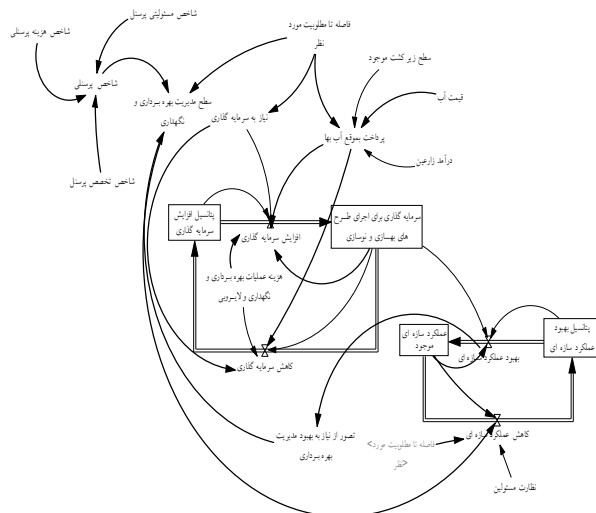 شاخص مسئولیتی پرسنل
شاخص هزینه پرسنلی
فاصله تا مطلوبیت مورد
نظر
سطح زیر کشت موجود
شاخص پرسنلی
سطح مدیریت بهره برداری و
نگهداری
نیاز به سرمایه گذاری
قیمت آب
پرداخت بموقع آب بها
درآمد زارعین
شاخص تخصص پرسنل
پتانسیل افزایش
سرمایه گذاری
افزایش سرمایه گذاری
سرمایه گذاری برای اجرای طرح
های بهسازی و نوسازی
هزینه عملیات بهره برداری و
نگهداری و لایروبی
کاهش سرمایه گذاری
عملکرد سازه ای
موجود
بهبود عملکرد سازه ای
پتانسیل بهبود
عملکرد سازه ای
تصور از نیاز به بهبود مدیریت
بهره برداری
<فاصله تا مطلوبیت مورد
نظر>
کاهش عملکرد سازه ای
نظارت مسئولین